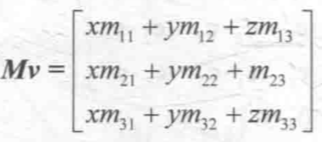 xm₁₁ + ym₁₂ + zm₁₃
Mv = xm₂₁ + ym₂₂ + m₂₃
xm₃₁ + ym₃₂ + zm₃₃